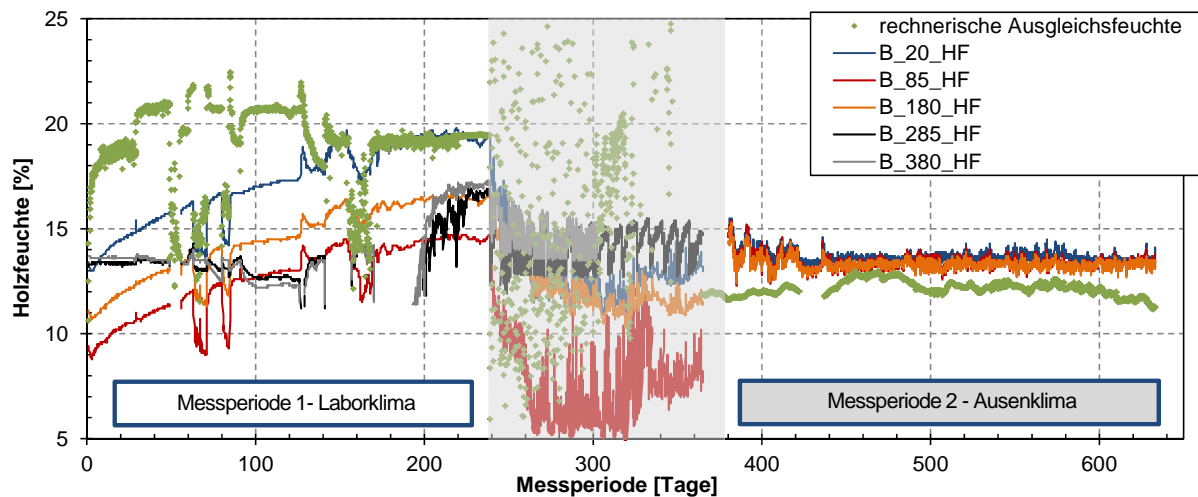 Holzfeuchte [%]
25
20
15
10
5
rechnerische Ausgleichsfeuchte
B_20_HF
B_85_HF
B_180_HF
B_285_HF
B_380_HF
Messperiode 1- Laborklima
Messperiode 2 - Ausenklima
0 100 200 300 400 500 600
Messperiode [Tage]